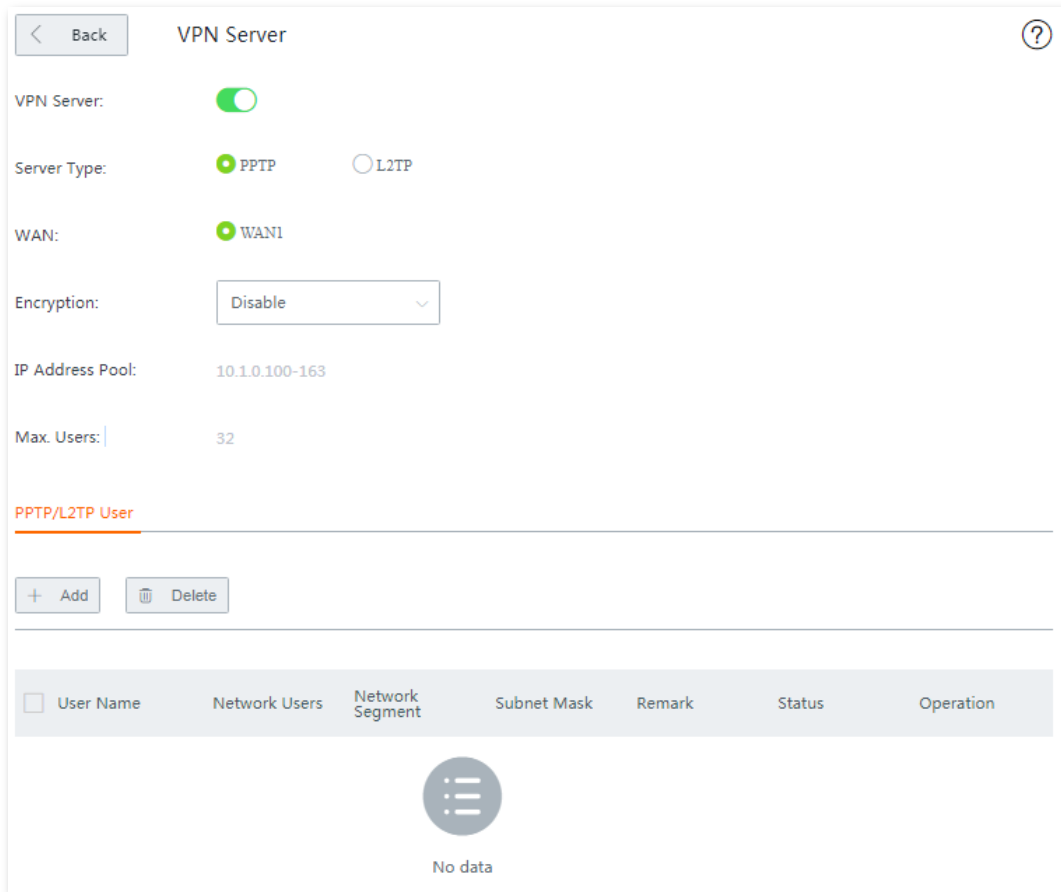 Back VPN Server ?
VPN Server:
Server Type: PPTP L2TP
WAN: WAN1
Encryption: Disable
IP Address Pool: 10.1.0.100-163
Max. Users: 32
PPTP/L2TP User
+ Add Delete
User Name Network Users Network Segment Subnet Mask Remark Status Operation
No data